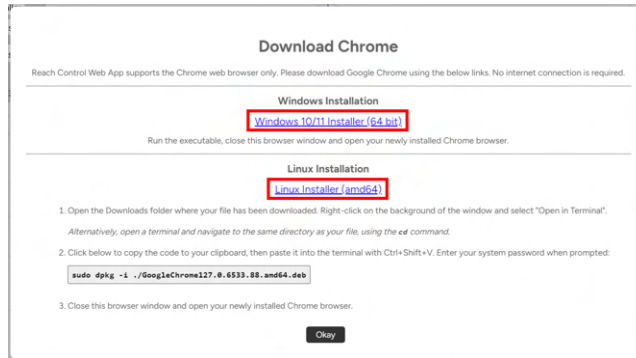 Download Chrome
Reach Control Web App supports the Chrome web browser only. Please download Google Chrome using the below links. No internet connection is required.
Windows Installation
Windows 10/11 Installer (64 bit)
Run the executable, close this browser window and open your newly installed Chrome browser.
Linux Installation
Linux Installer (amd64)
1. Open the Downloads folder where your file has been downloaded. Right-click on the background of the window and select "Open in Terminal".
Alternatively, open a terminal and navigate to the same directory as your file, using the cd command.
2. Click below to copy the code to your clipboard, then paste it into the terminal with Ctrl+Shift+V. Enter your system password when prompted:
sudo dpkg -i ./GoogleChrome127.0.6533.88.amd64.deb
3. Close this browser window and open your newly installed Chrome browser.
Okay